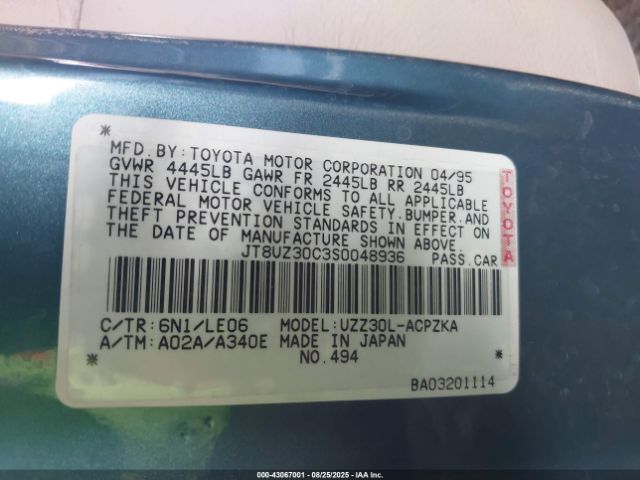 MFD. BY: TOYOTA MOTOR CORPORATION 04/95
GVWR 4445LB GAWR FR 2445LB RR 2445LB
THIS VEHICLE CONFORMS TO ALL APPLICABLE
FEDERAL MOTOR VEHICLE SAFETY, BUMPER, AND
THEFT PREVENTION STANDARDS IN EFFECT ON
THE DATE OF MANUFACTURE SHOWN ABOVE.
JT8UZ30C3S0048936 PASS. CAR
TOYOTA
C/TR: 6N1/LE06 MODEL: UZZ30L-ACPZKA
A/TM: A02A/A340E MADE IN JAPAN
NO. 494
BA03201114
000-43067001 - 08/25/2025 - IAA Inc.